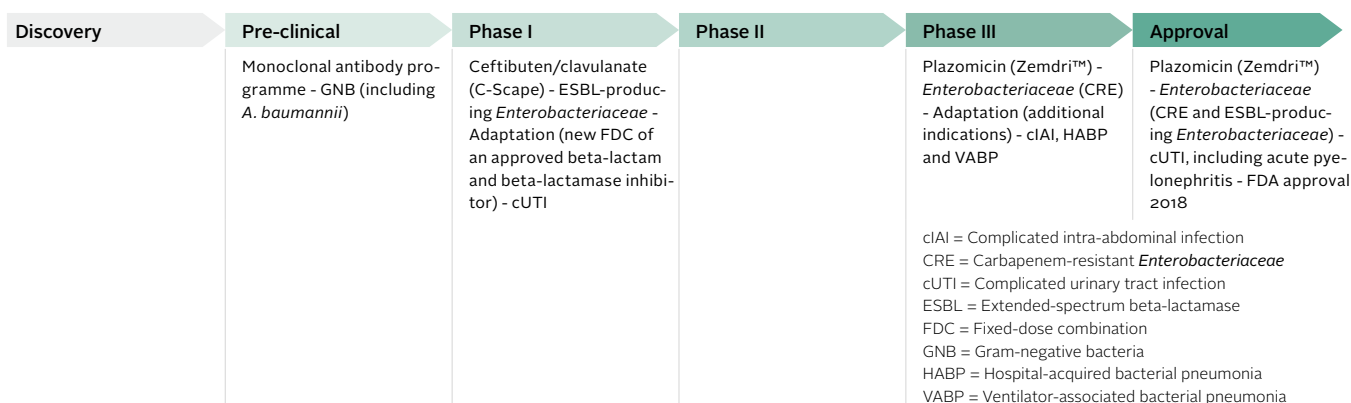 Discovery
Pre-clinical
Phase I
Phase II
Phase III
Approval
Monoclonal antibody pro-
gramme - GNB (including
A. baumannii)
Ceftibuten/clavulanate
(C-Scape) - ESBL-produc-
ing Enterobacteriaceae -
Adaptation (new FDC of
an approved beta-lactam
and beta-lactamase inhibi-
tor) - cUTI
Plazomicin (Zemdri™) -
Enterobacteriaceae (CRE)
- Adaptation (additional
indications) - cIAI, HABP
and VABP
Plazomicin (Zemdri™)
- Enterobacteriaceae
(CRE and ESBL-produc-
ing Enterobacteriaceae) -
cUTI, including acute pye-
lonephritis - FDA approval
2018
cIAI = Complicated intra-abdominal infection
CRE = Carbapenem-resistant Enterobacteriaceae
cUTI = Complicated urinary tract infection
ESBL = Extended-spectrum beta-lactamase
FDC = Fixed-dose combination
GNB = Gram-negative bacteria
HABP = Hospital-acquired bacterial pneumonia
VABP = Ventilator-associated bacterial pneumonia